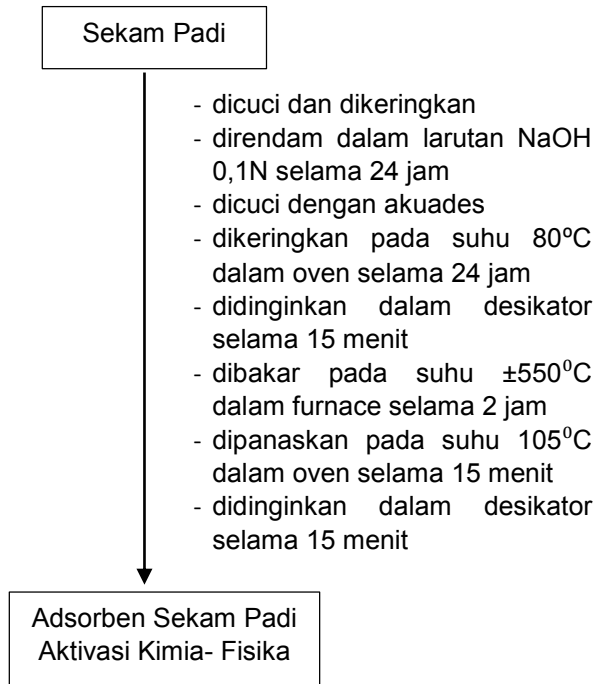 Sekam Padi
- dicuci dan dikeringkan
- direndam dalam larutan NaOH
0,1N selama 24 jam
- dicuci dengan akuades
- dikeringkan pada suhu 80ºC
dalam oven selama 24 jam
- didinginkan dalam desikator
selama 15 menit
- dibakar pada suhu ±550⁰C
dalam furnace selama 2 jam
- dipanaskan pada suhu 105⁰C
dalam oven selama 15 menit
- didinginkan dalam desikator
selama 15 menit
Adsorben Sekam Padi
Aktivasi Kimia- Fisika